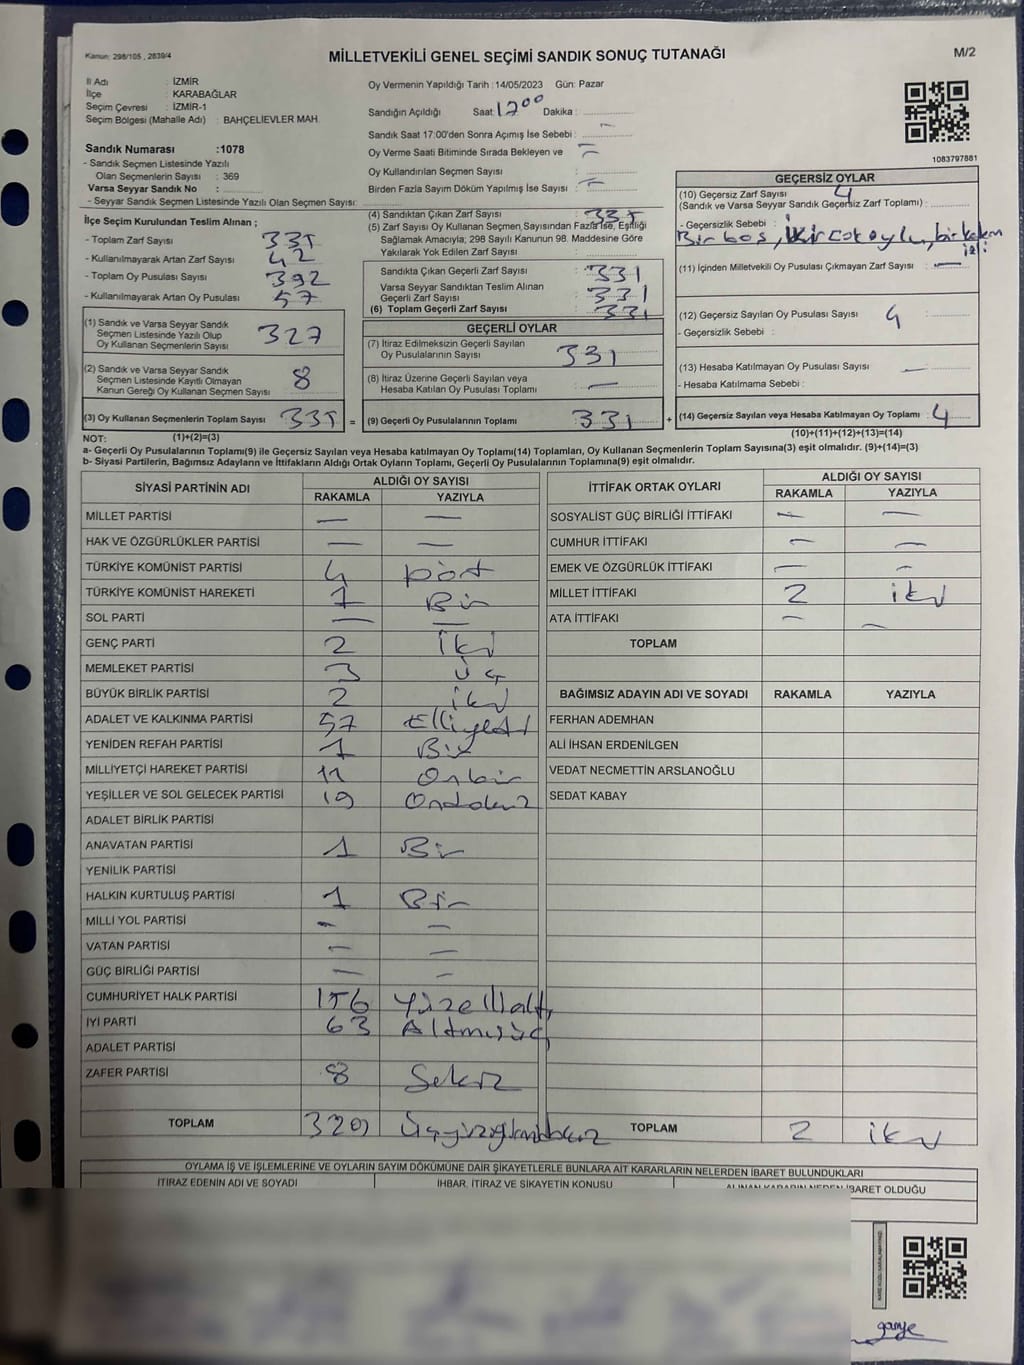 Kanun: 298/105 , 2839/4
MİLLETVEKİLİ GENEL SEÇİMİ SANDIK SONUÇ TUTANAĞI
M/2
İl Adı : İZMİR
İlçe : KARABAĞLAR
Seçim Çevresi : İZMİR-1
Seçim Bölgesi (Mahalle Adı) : BAHÇELİEVLER MAH.
Sandık Numarası :1078
- Sandık Seçmen Listesinde Yazılı
Olan Seçmenlerin Sayısı : 369
Varsa Seyyar Sandık No :
- Seyyar Sandık Seçmen Listesinde Yazılı Olan Seçmen Sayısı:
Oy Vermenin Yapıldığı Tarih : 14/05/2023 Gün: Pazar
Sandığın Açıldığı Saat 17 00 Dakika :
Sandık Saat 17:00'den Sonra Açımış İse Sebebi : —
Oy Verme Saati Bitiminde Sırada Bekleyen ve
Oy Kullandırılan Seçmen Sayısı : —
Birden Fazla Sayım Döküm Yapılmış İse Sayısı : —
1083797881
İlçe Seçim Kurulundan Teslim Alınan ;
- Toplam Zarf Sayısı : 335
- Kullanılmayarak Artan Zarf Sayısı : 42
- Toplam Oy Pusulası Sayısı : 392
- Kullanılmayarak Artan Oy Pusulası : 57
(1) Sandık ve Varsa Seyyar Sandık
Seçmen Listesinde Yazılı Olup
Oy Kullanan Seçmenlerin Sayısı 327
(2) Sandık ve Varsa Seyyar Sandık
Seçmen Listesinde Kayıtlı Olmayan
Kanun Gereği Oy Kullanan Seçmen Sayısı 8
(3) Oy Kullanan Seçmenlerin Toplam Sayısı 335 =
(4) Sandıktan Çıkan Zarf Sayısı : 335
(5) Zarf Sayısı Oy Kullanan Seçmen Sayısından Fazla İse, Eşitliği
Sağlamak Amacıyla; 298 Sayılı Kanunun 98. Maddesine Göre
Yakılarak Yok Edilen Zarf Sayısı :
Sandıkta Çıkan Geçerli Zarf Sayısı : 331
Varsa Seyyar Sandıktan Teslim Alınan
Geçerli Zarf Sayısı : 331
(6) Toplam Geçerli Zarf Sayısı : 331
GEÇERLİ OYLAR
(7) İtiraz Edilmeksizin Geçerli Sayılan
Oy Pusulalarının Sayısı 331
(8) İtiraz Üzerine Geçerli Sayılan veya
Hesaba Katılan Oy Pusulası Toplamı —
(9) Geçerli Oy Pusulalarının Toplamı 331 +
GEÇERSİZ OYLAR
(10) Geçersiz Zarf Sayısı 4
(Sandık ve Varsa Seyyar Sandık Geçersiz Zarf Toplamı) :
- Geçersizlik Sebebi :
Bir boş, bir çok oylu, bir kalem
izli
(11) İçinden Milletvekili Oy Pusulası Çıkmayan Zarf Sayısı : —
(12) Geçersiz Sayılan Oy Pusulası Sayısı : 4
- Geçersizlik Sebebi :
(13) Hesaba Katılmayan Oy Pusulası Sayısı : —
- Hesaba Katılmama Sebebi :
(14) Geçersiz Sayılan veya Hesaba Katılmayan Oy Toplamı : 4
NOT: (1)+(2)=(3) (10)+(11)+(12)+(13)=(14)
a- Geçerli Oy Pusulalarının Toplamı(9) ile Geçersiz Sayılan veya Hesaba katılmayan Oy Toplamı(14) Toplamları, Oy Kullanan Seçmenlerin Toplam Sayısına(3) eşit olmalıdır. (9)+(14)=(3)
b- Siyasi Partilerin, Bağımsız Adayların ve İttifakların Aldığı Ortak Oyların Toplamı, Geçerli Oy Pusulalarının Toplamına(9) eşit olmalıdır.
SİYASİ PARTİNİN ADI ALDIĞI OY SAYISI
RAKAMLA YAZIYLA
MİLLET PARTİSİ — —
HAK VE ÖZGÜRLÜKLER PARTİSİ — —
TÜRKİYE KOMÜNİST PARTİSİ 4 Dört
TÜRKİYE KOMÜNİST HAREKETİ 1 Bir
SOL PARTİ — —
GENÇ PARTİ 2 İki
MEMLEKET PARTİSİ 3 Üç
BÜYÜK BİRLİK PARTİSİ 2 iki
ADALET VE KALKINMA PARTİSİ 57 Elliyedi
YENİDEN REFAH PARTİSİ 1 Bir
MİLLİYETÇİ HAREKET PARTİSİ 11 Onbir
YEŞİLLER VE SOL GELECEK PARTİSİ 19 Ondokuz
ADALET BİRLİK PARTİSİ
ANAVATAN PARTİSİ 1 Bir
YENİLİK PARTİSİ
HALKIN KURTULUŞ PARTİSİ 1 Bir
MİLLİ YOL PARTİSİ — —
VATAN PARTİSİ — —
GÜÇ BİRLİĞİ PARTİSİ — —
CUMHURİYET HALK PARTİSİ 156 Yüzellialtı
İYİ PARTİ 63 Altmışüç
ADALET PARTİSİ
ZAFER PARTİSİ 8 Sekiz
TOPLAM 329 Üçyüzyirmidokuz
İTTİFAK ORTAK OYLARI ALDIĞI OY SAYISI
RAKAMLA YAZIYLA
SOSYALİST GÜÇ BİRLİĞİ İTTİFAKI — —
CUMHUR İTTİFAKI — —
EMEK VE ÖZGÜRLÜK İTTİFAKI — —
MİLLET İTTİFAKI 2 iki
ATA İTTİFAKI — —
TOPLAM
BAĞIMSIZ ADAYIN ADI VE SOYADI RAKAMLA YAZIYLA
FERHAN ADEMHAN
ALİ İHSAN ERDENİLGEN
VEDAT NECMETTİN ARSLANOĞLU
SEDAT KABAY
TOPLAM 2 iki
OYLAMA İŞ VE İŞLEMLERİNE VE OYLARIN SAYIM DÖKÜMÜNE DAİR ŞİKAYETLERLE BUNLARA AİT KARARLARIN NELERDEN İBARET BULUNDUKLARI
İTİRAZ EDENİN ADI VE SOYADI İHBAR, İTİRAZ VE ŞİKAYETİN KONUSU ALINAN KARARIN NEDEN İBARET OLDUĞU